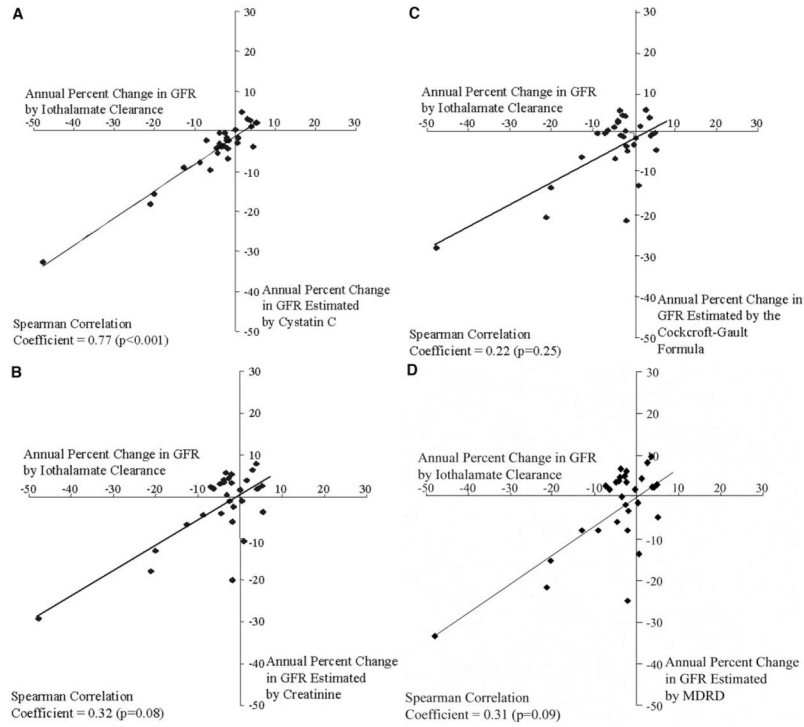 A
30
20
10
Annual Percent Change in GFR
by Iothalamate Clearance
-50 -40 -30 -20 -10 10 20 30
-10
-20
-30
-40
-50
Annual Percent Change
in GFR Estimated
by Cystatin C
Spearman Correlation
Coefficient = 0.77 (p<0.001)
C
30
20
10
Annual Percent Change in GFR
by Iothalamate Clearance
-50 -40 -30 -20 -10 10 20 30
-10
-20
-30
-40
-50
Annual Percent Change in
GFR Estimated by the
Cockcroft-Gault
Formula
Spearman Correlation
Coefficient = 0.22 (p=0.25)
B
30
20
10
Annual Percent Change in GFR
by Iothalamate Clearance
-50 -40 -30 -20 -10 10 20 30
-10
-20
-30
-40
-50
Annual Percent Change
in GFR Estimated
by Creatinine
Spearman Correlation
Coefficient = 0.32 (p=0.08)
D
30
20
10
Annual Percent Change in GFR
by Iothalamate Clearance
-50 -40 -30 -20 -10 10 20 30
-10
-20
-30
-40
-50
Annual Percent Change
in GFR Estimated
by MDRD
Spearman Correlation
Coefficient = 0.31 (p=0.09)